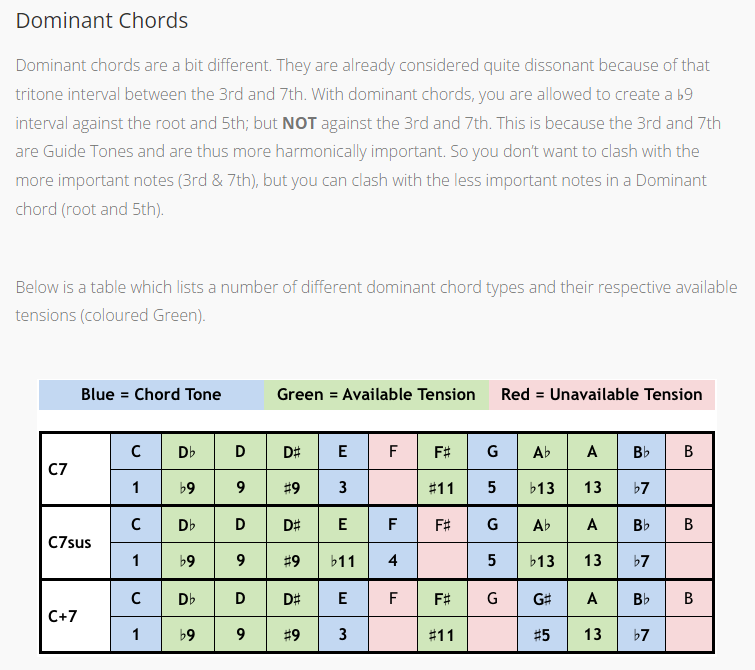 Dominant Chords
Dominant chords are a bit different. They are already considered quite dissonant because of that
tritone interval between the 3rd and 7th. With dominant chords, you are allowed to create a ♭9
interval against the root and 5th; but NOT against the 3rd and 7th. This is because the 3rd and 7th
are Guide Tones and are thus more harmonically important. So you don't want to clash with the
more important notes (3rd & 7th), but you can clash with the less important notes in a Dominant
chord (root and 5th).
Below is a table which lists a number of different dominant chord types and their respective available
tensions (coloured Green).
Blue = Chord Tone Green = Available Tension Red = Unavailable Tension
C7 C D♭ D D♯ E F F♯ G A♭ A B♭ B
1 ♭9 9 ♯9 3 ♯11 5 ♭13 13 ♭7
C7sus C D♭ D D♯ E F F♯ G A♭ A B♭ B
1 ♭9 9 ♯9 ♭11 4 5 ♭13 13 ♭7
C+7 C D♭ D D♯ E F F♯ G G♯ A B♭ B
1 ♭9 9 ♯9 3 ♯11 ♯5 13 ♭7